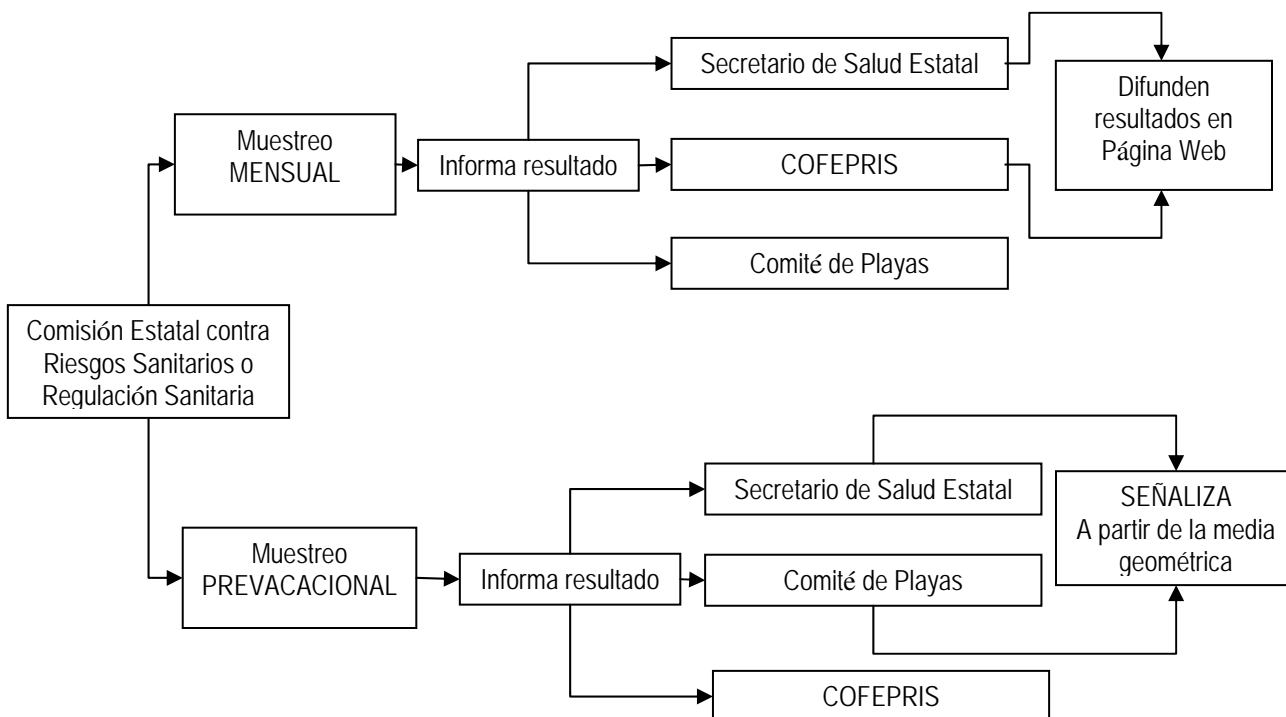 Secretario de Salud Estatal
Difunden
resultados en
Página Web
Muestreo
MENSUAL
Informa resultado
COFEPRIS
Comité de Playas
Comisión Estatal contra
Riesgos Sanitarios o
Regulación Sanitaria
Secretario de Salud Estatal
SEÑALIZA
A partir de la media
geométrica
Muestreo
PREVACACIONAL
Informa resultado
Comité de Playas
COFEPRIS